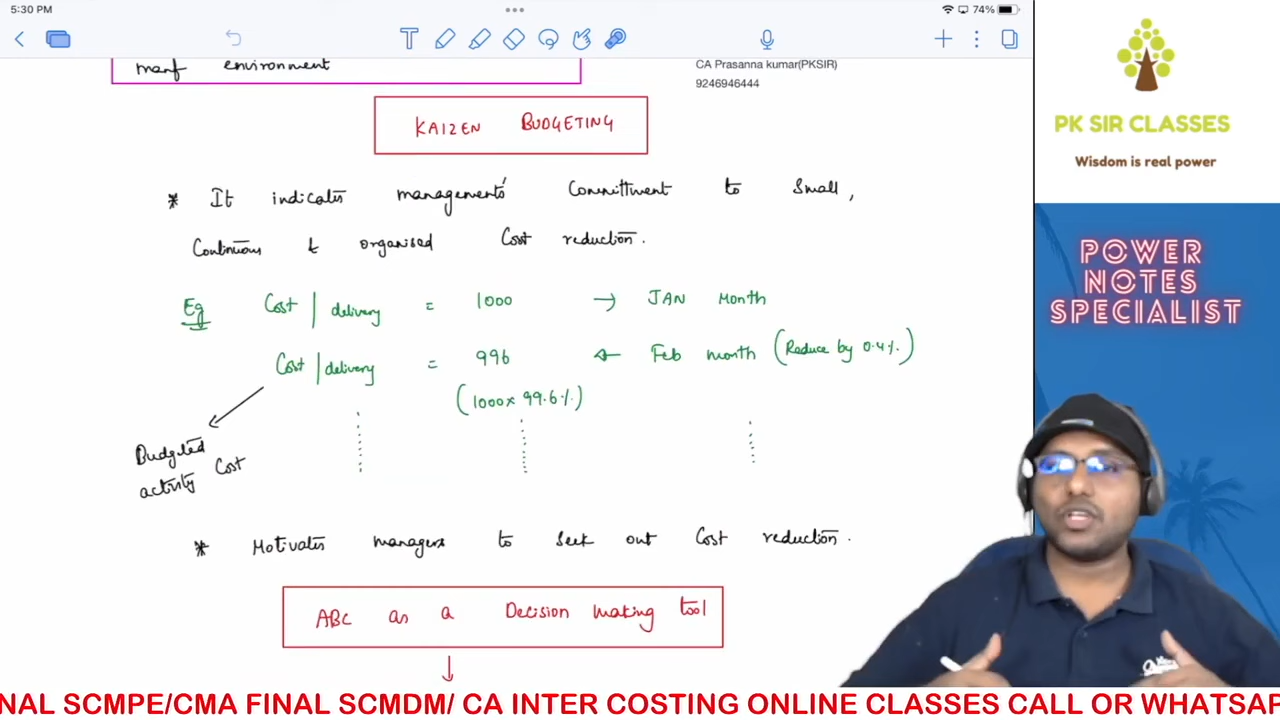 5:30 PM
74%
manf environment
CA Prasanna kumar(PKSIR)
9246946444
KAIZEN BUDGETING
* It indicates managements' Committment to Small,
Continuous & organised Cost reduction.
Eg Cost / delivery = 1000 → JAN Month
Cost / delivery = 996 ← Feb month (Reduce by 0.4%)
(1000 x 99.6%)
Budgeted
activity Cost
* Motivates managers to Seek out Cost reduction.
ABC as a Decision making tool
PK SIR CLASSES
Wisdom is real power
POWER
NOTES
SPECIALIST
NAL SCMPE/CMA FINAL SCMDM/ CA INTER COSTING ONLINE CLASSES CALL OR WHATSAP